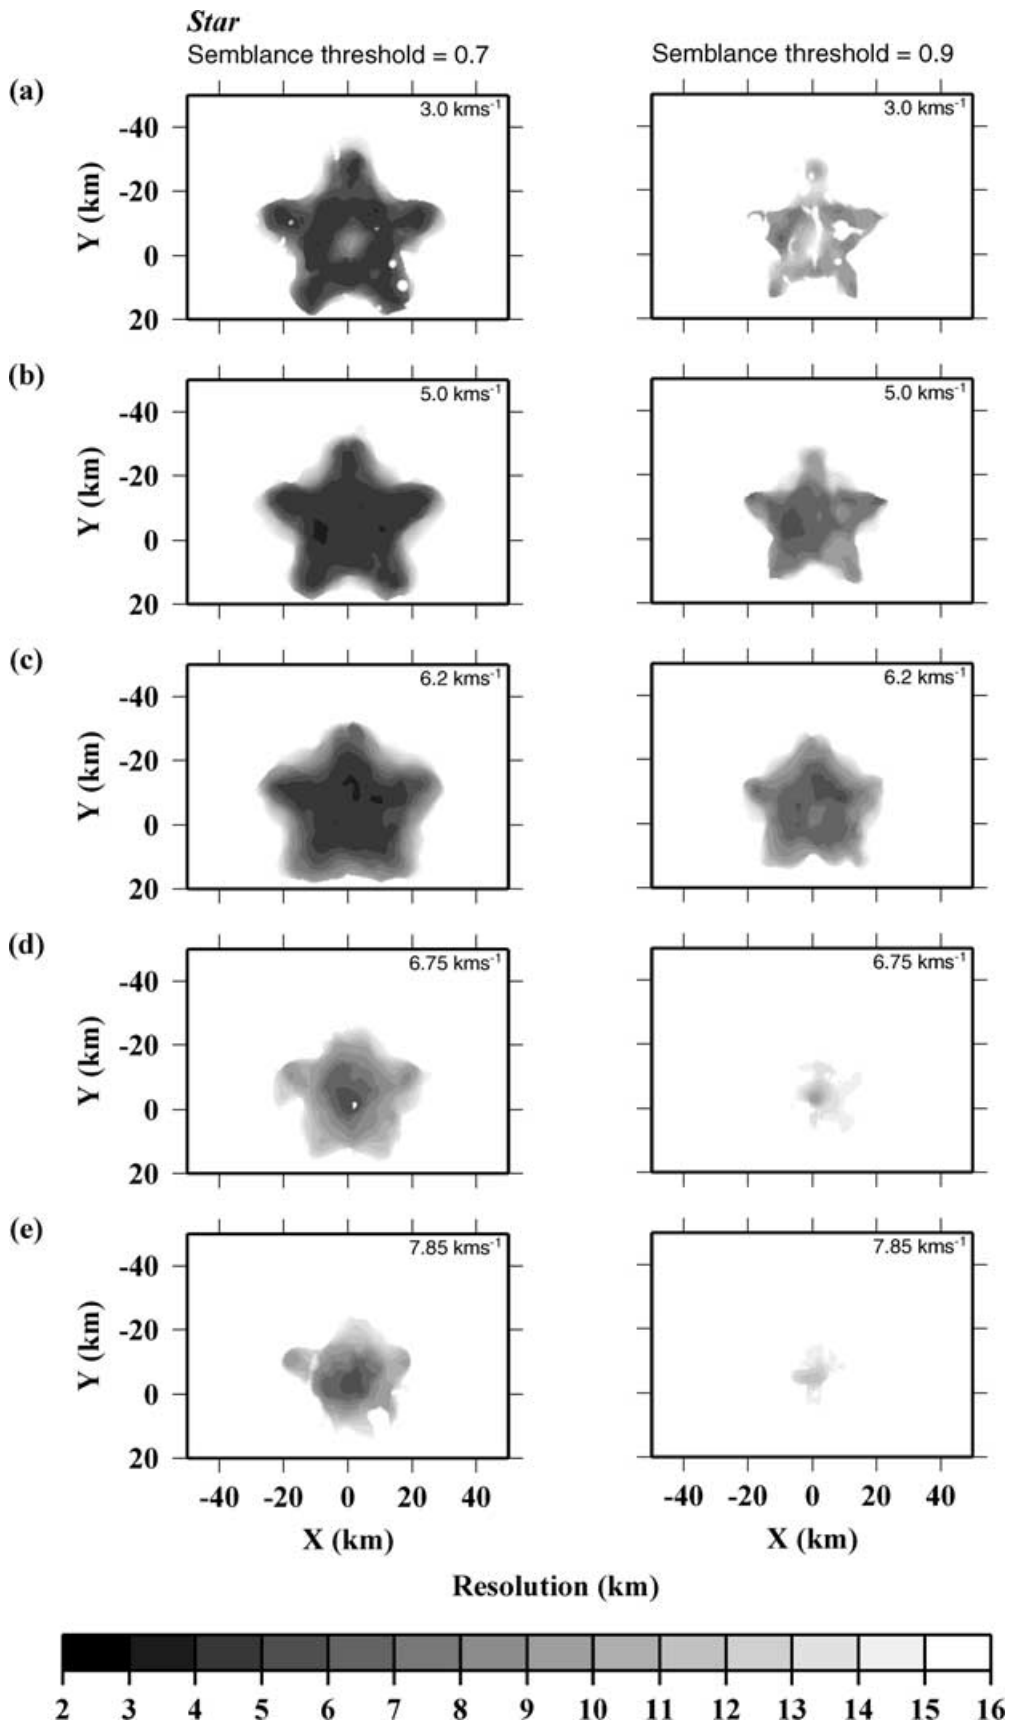 Star
Semblance threshold = 0.7
Semblance threshold = 0.9
(a)
3.0 kms-1
3.0 kms-1
-40
-20
0
20
Y (km)
(b)
5.0 kms-1
5.0 kms-1
-40
-20
0
20
Y (km)
(c)
6.2 kms-1
6.2 kms-1
-40
-20
0
20
Y (km)
(d)
6.75 kms-1
6.75 kms-1
-40
-20
0
20
Y (km)
(e)
7.85 kms-1
7.85 kms-1
-40
-20
0
20
Y (km)
-40 -20 0 20 40
-40 -20 0 20 40
X (km)
X (km)
Resolution (km)
2 3 4 5 6 7 8 9 10 11 12 13 14 15 16